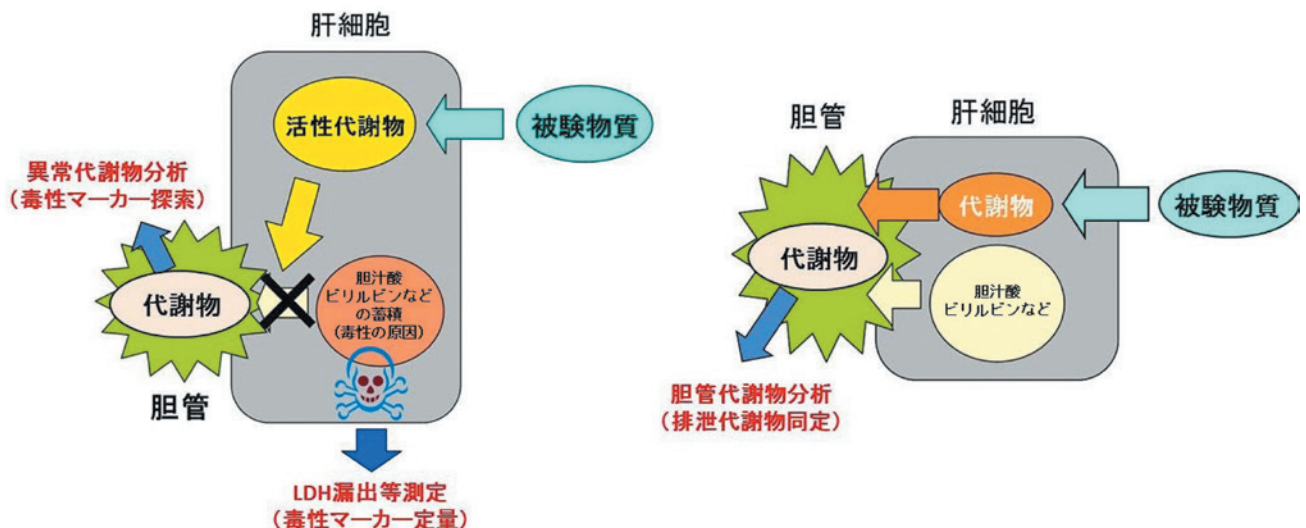 肝細胞
活性代謝物
被験物質
異常代謝物分析
（毒性マーカー探索）
代謝物
胆汁酸
ビリルビンなど
の蓄積
（毒性の原因）
胆管
LDH漏出等測定
（毒性マーカー定量）
肝細胞
胆管
代謝物
被験物質
代謝物
胆汁酸
ビリルビンなど
胆管代謝物分析
（排泄代謝物同定）